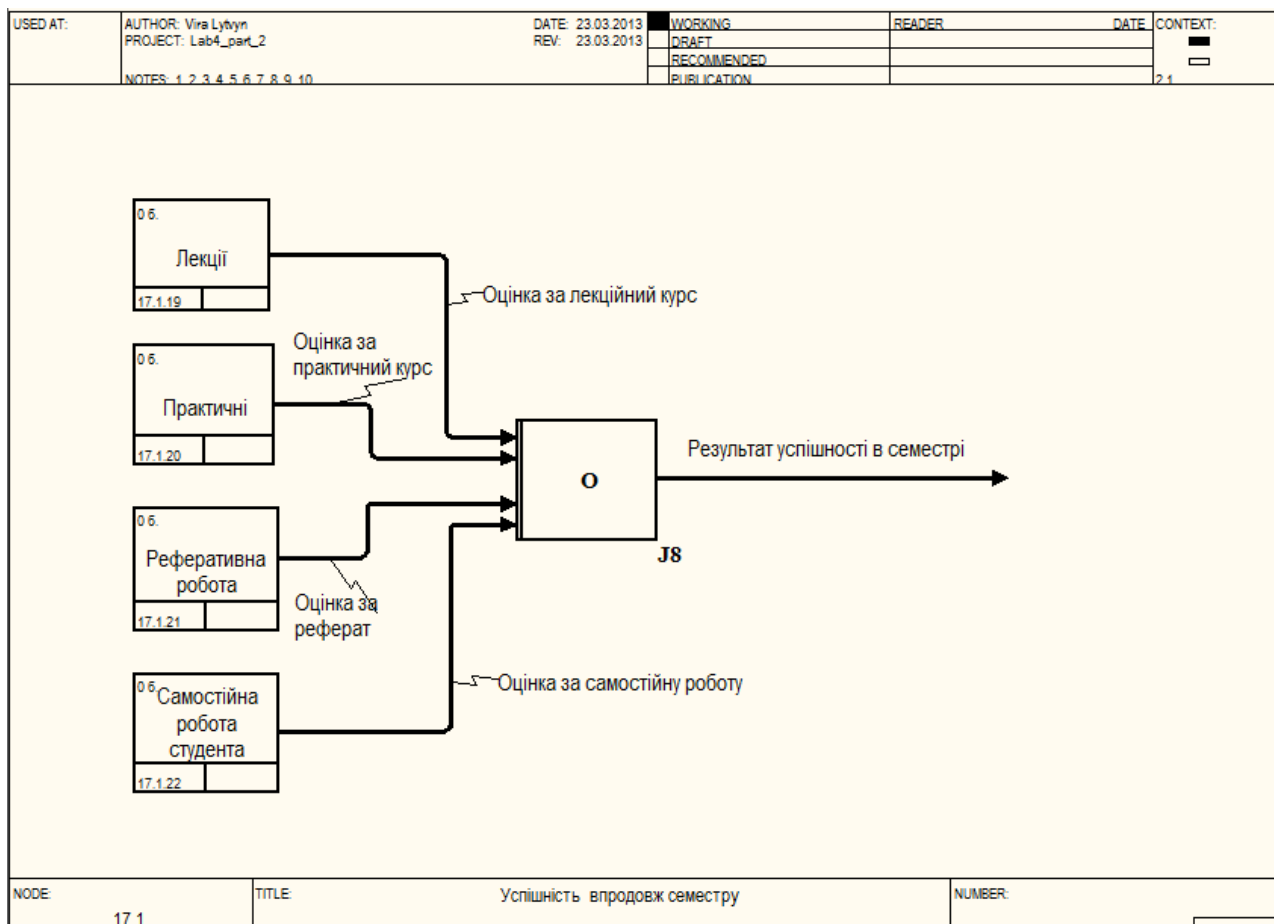 USED AT:
AUTHOR: Vira Lytvyn
DATE: 23.03.2013
WORKING
READER
DATE
CONTEXT:
PROJECT: Lab4_part_2
REV: 23.03.2013
DRAFT
RECOMMENDED
NOTES: 1 2 3 4 5 6 7 8 9 10
PUBLICATION
2.1
0 б.
Лекції
17.1.19
Оцінка за лекційний курс
Оцінка за
практичний курс
0 б.
Практичні
17.1.20
Результат успішності в семестрі
О
J8
0 б.
Реферативна
робота
17.1.21
Оцінка за
реферат
0 б.
Самостійна
робота
студента
17.1.22
Оцінка за самостійну роботу
NODE:
17.1
TITLE:
Успішність впродовж семестру
NUMBER: